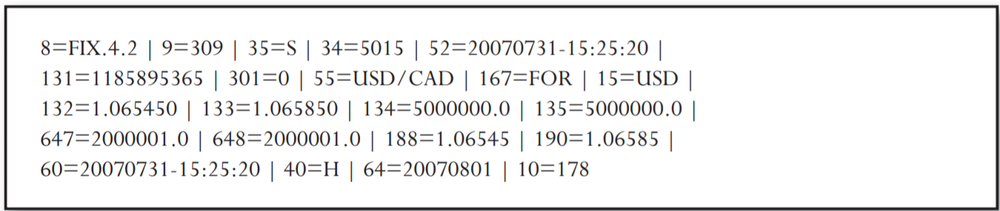 8=FIX.4.2 | 9=309 | 35=S | 34=5015 | 52=20070731-15:25:20 |
131=1185895365 | 301=0 | 55=USD/CAD | 167=FOR | 15=USD |
132=1.065450 | 133=1.065850 | 134=5000000.0 | 135=5000000.0 |
647=2000001.0 | 648=2000001.0 | 188=1.06545 | 190=1.06585 |
60=20070731-15:25:20 | 40=H | 64=20070801 | 10=178